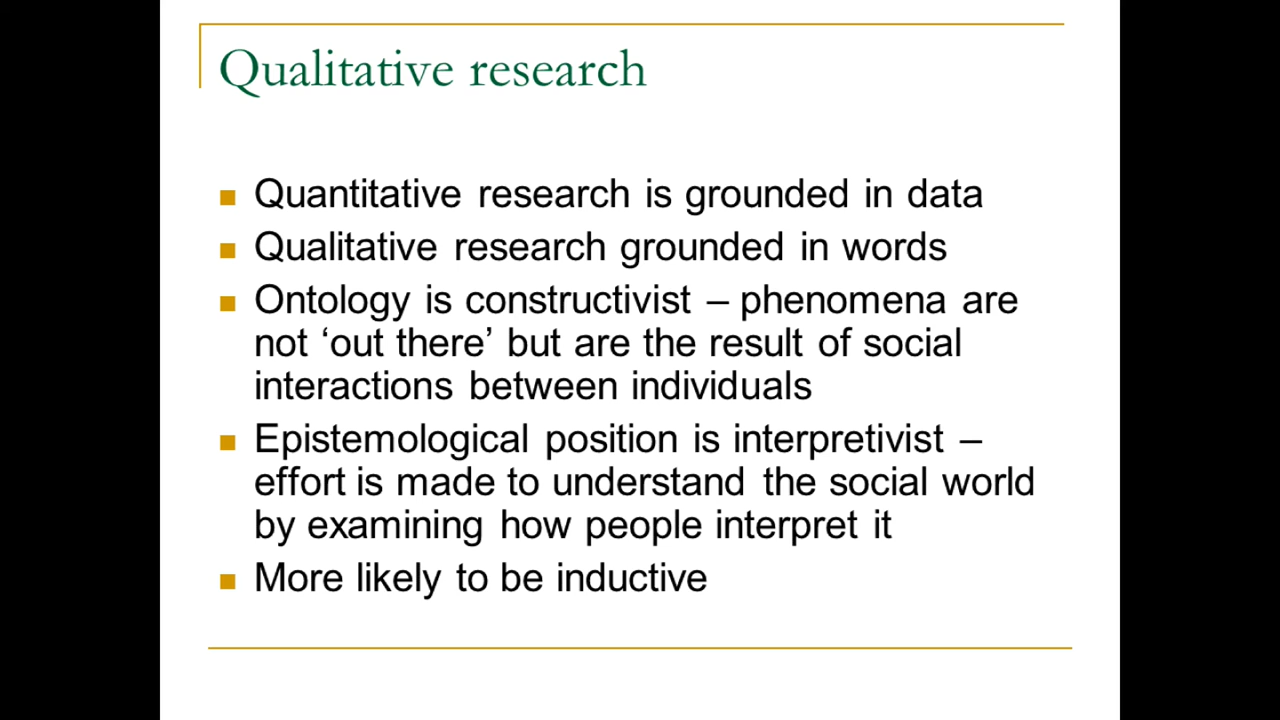 Qualitative research
Quantitative research is grounded in data
Qualitative research grounded in words
Ontology is constructivist – phenomena are
not ‘out there’ but are the result of social
interactions between individuals
Epistemological position is interpretivist –
effort is made to understand the social world
by examining how people interpret it
More likely to be inductive